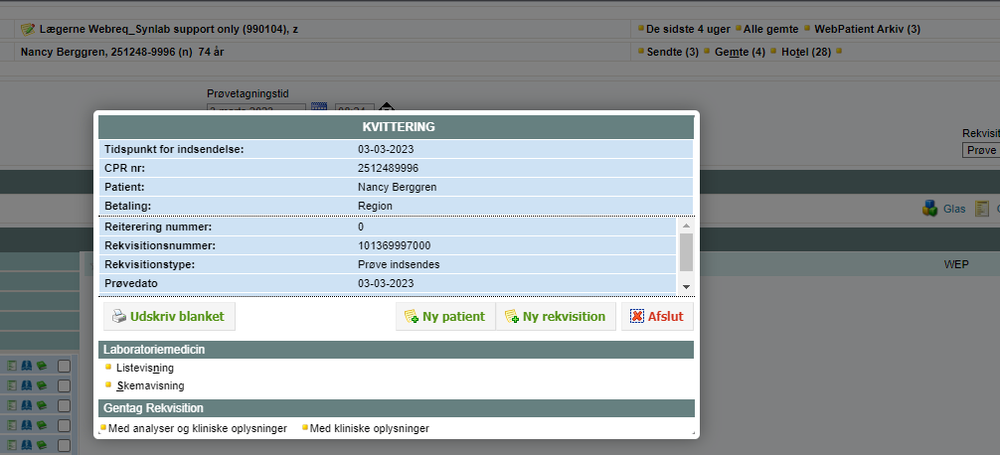 Lægerne Webreq_Synlab support only (990104), z
De sidste 4 uger Alle gemte WebPatient Arkiv (3)
Nancy Berggren, 251248-9996 (n) 74 år
Sendte (3) Gemte (4) Hotel (28)
Prøvetagningstid
KVITTERING
Rekvisit
Tidspunkt for indsendelse: 03-03-2023
Prøve
CPR nr: 2512489996
Patient: Nancy Berggren
Betaling: Region
Glas
Reiterering nummer: 0
Rekvisitionsnummer: 101369997000
Rekvisitionstype: Prøve indsendes
WEP
Prøvedato 03-03-2023
Udskriv blanket Ny patient Ny rekvisition Afslut
Laboratoriemedicin
Listevisning
Skemavisning
Gentag Rekvisition
Med analyser og kliniske oplysninger Med kliniske oplysninger